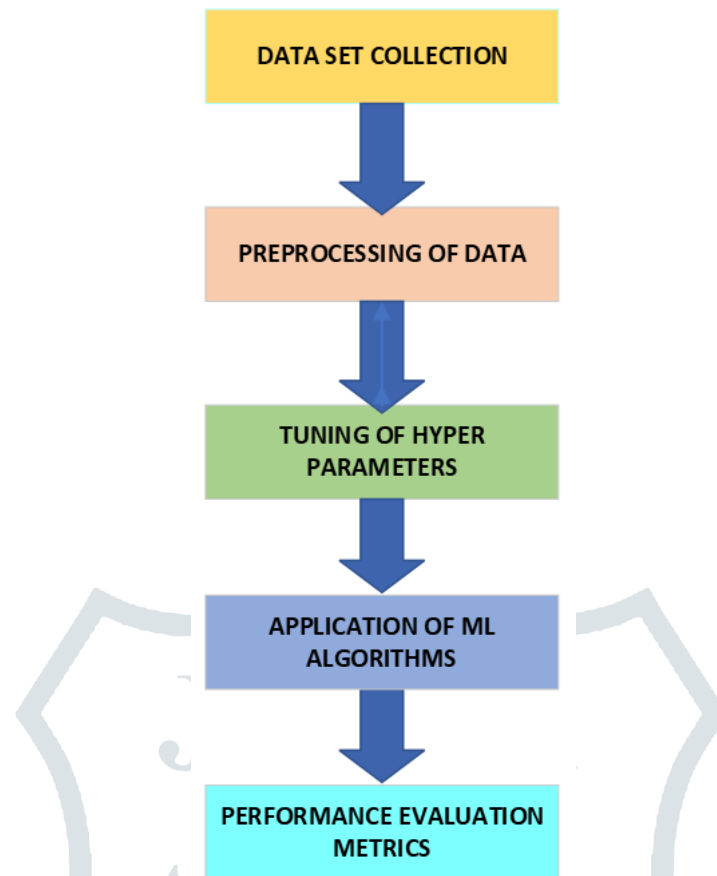 DATA SET COLLECTION
PREPROCESSING OF DATA
TUNING OF HYPER
PARAMETERS
APPLICATION OF ML
ALGORITHMS
PERFORMANCE EVALUATION
METRICS